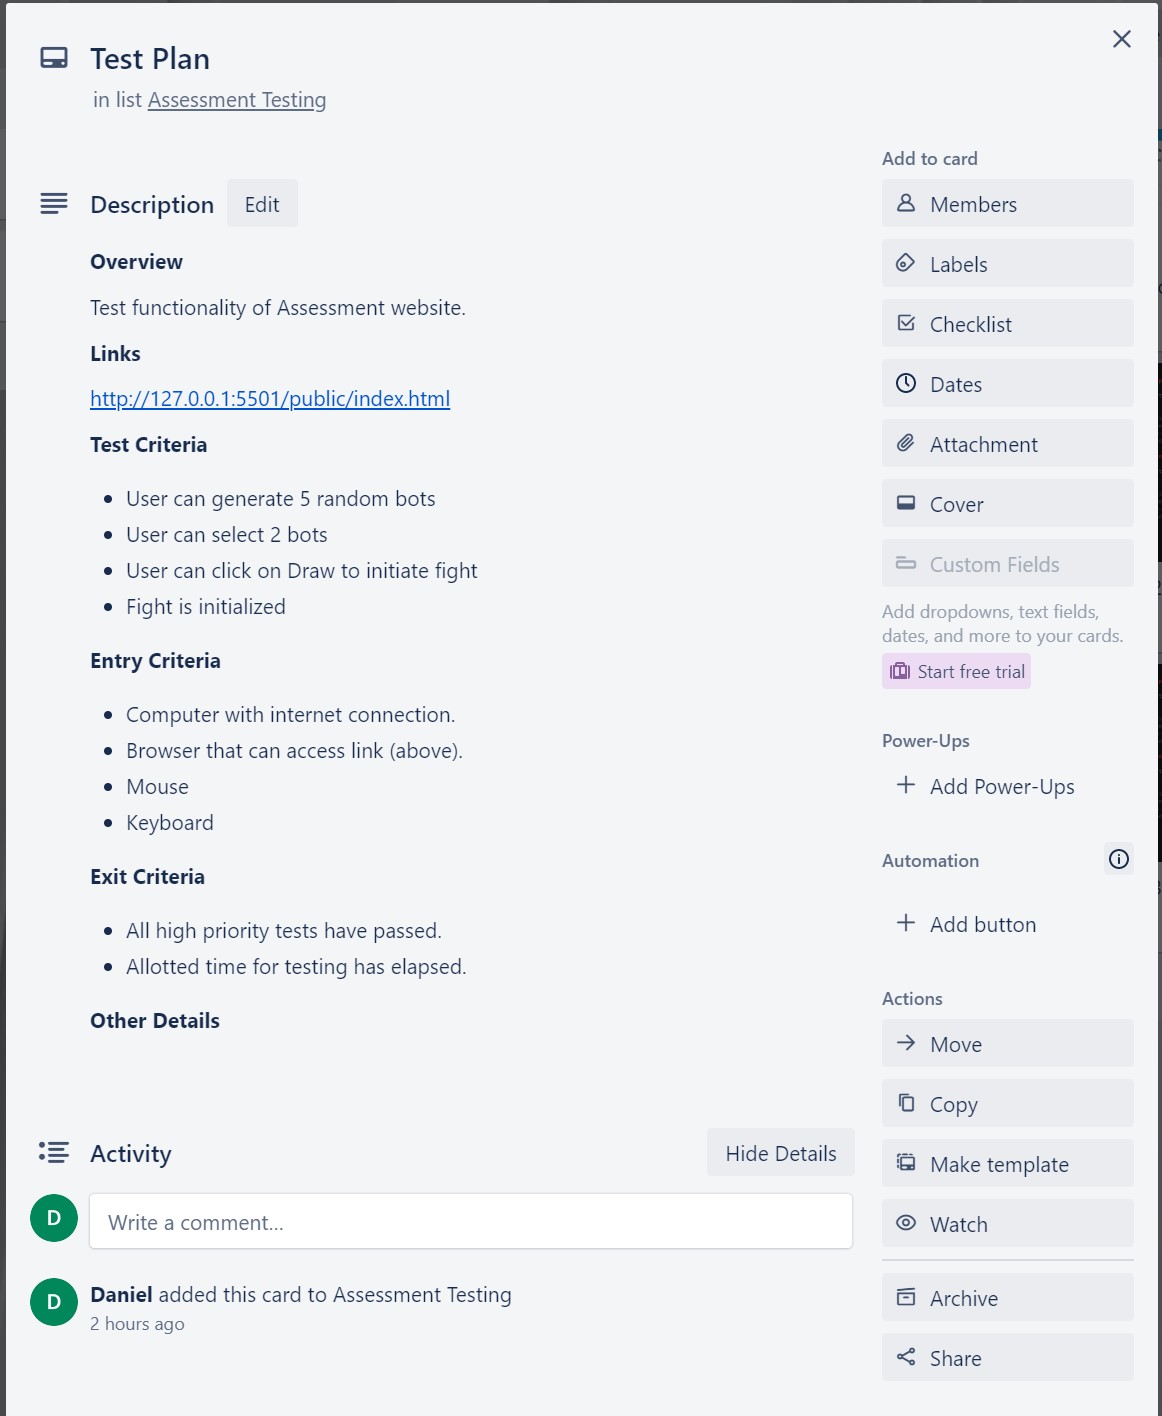 Test Plan
in list Assessment Testing
Description
Edit
Overview
Test functionality of Assessment website.
Links
http://127.0.0.1:5501/public/index.html
Test Criteria
User can generate 5 random bots
User can select 2 bots
User can click on Draw to initiate fight
Fight is initialized
Entry Criteria
Computer with internet connection.
Browser that can access link (above).
Mouse
Keyboard
Exit Criteria
All high priority tests have passed.
Allotted time for testing has elapsed.
Other Details
Activity
Hide Details
D
Write a comment...
D
Daniel added this card to Assessment Testing
2 hours ago
Add to card
Members
Labels
Checklist
Dates
Attachment
Cover
Custom Fields
Add dropdowns, text fields,
dates, and more to your cards.
Start free trial
Power-Ups
Add Power-Ups
Automation
Add button
Actions
Move
Copy
Make template
Watch
Archive
Share